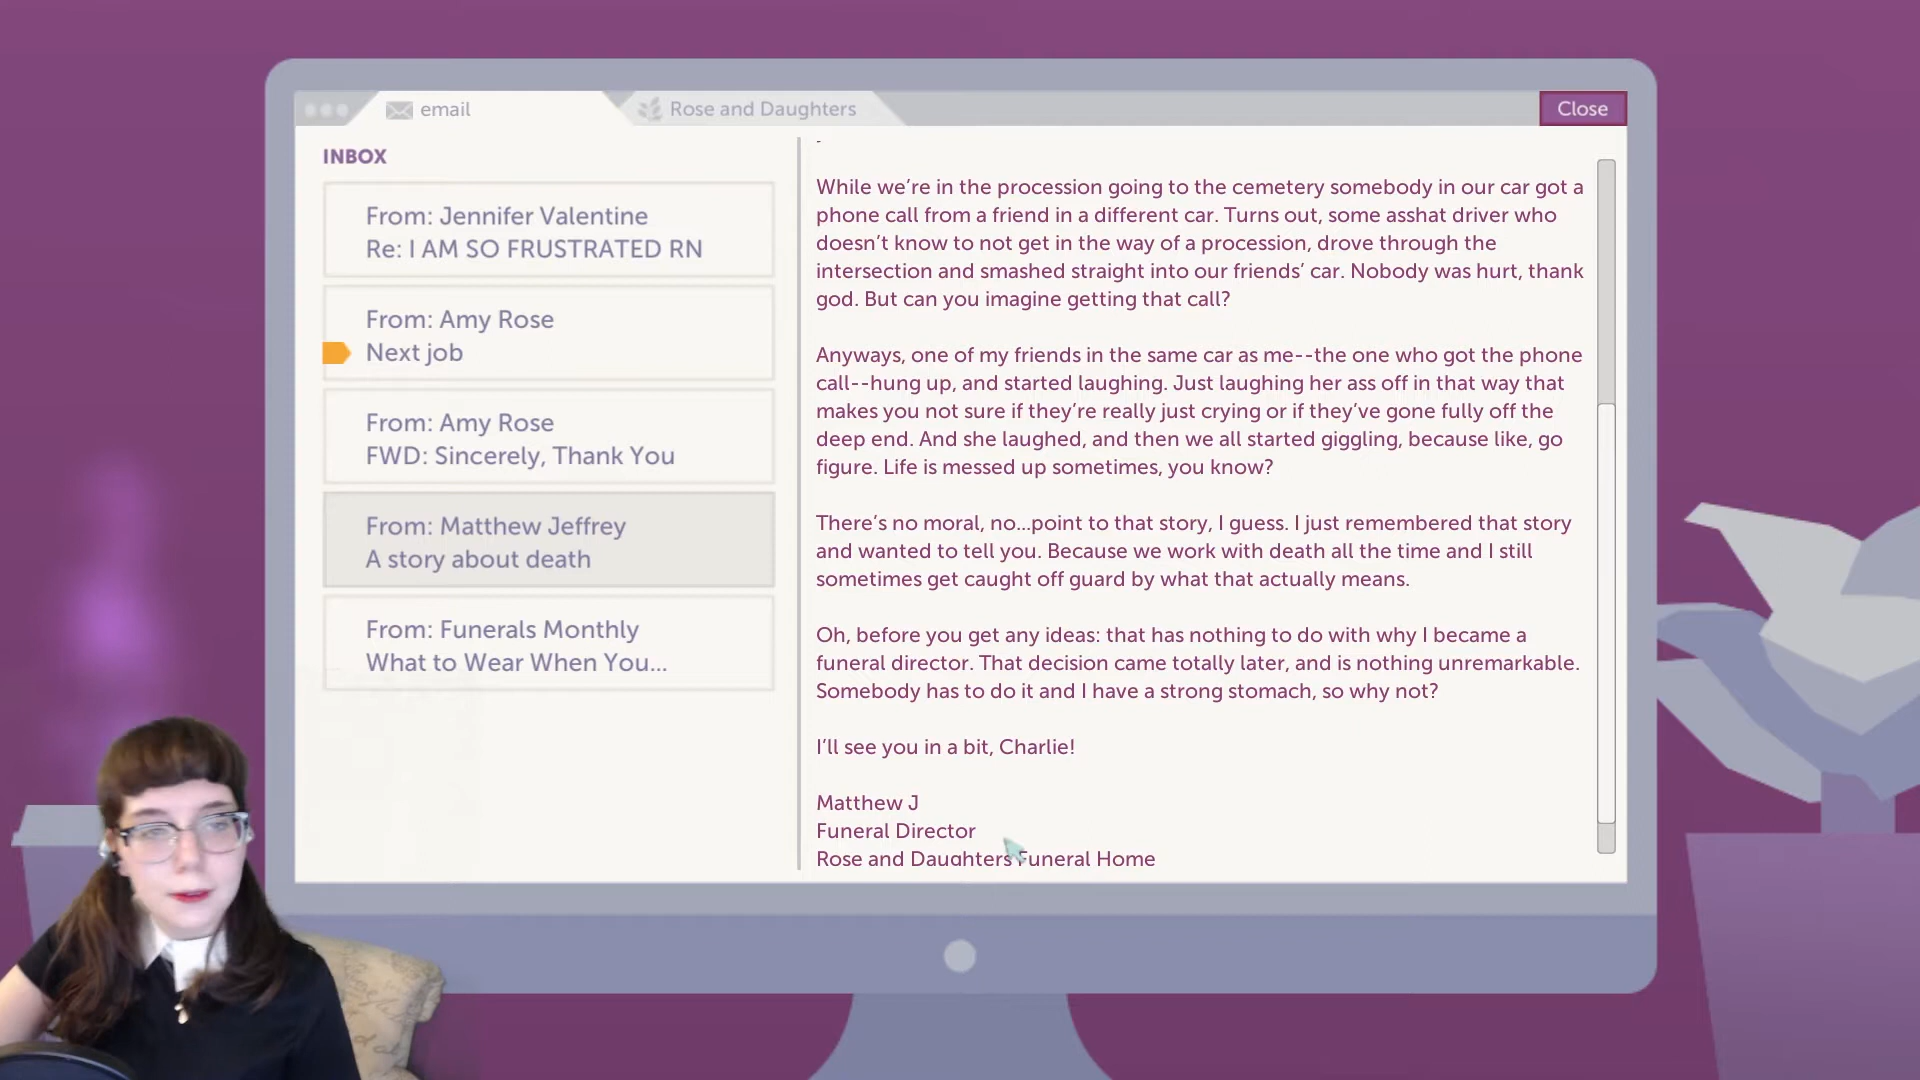 email
Rose and Daughters
Close
INBOX
From: Jennifer Valentine
Re: I AM SO FRUSTRATED RN
From: Amy Rose
Next job
From: Amy Rose
FWD: Sincerely, Thank You
From: Matthew Jeffrey
A story about death
From: Funerals Monthly
What to Wear When You...
While we're in the procession going to the cemetery somebody in our car got a
phone call from a friend in a different car. Turns out, some asshat driver who
doesn't know to not get in the way of a procession, drove through the
intersection and smashed straight into our friends' car. Nobody was hurt, thank
god. But can you imagine getting that call?
Anyways, one of my friends in the same car as me--the one who got the phone
call--hung up, and started laughing. Just laughing her ass off in that way that
makes you not sure if they're really just crying or if they've gone fully off the
deep end. And she laughed, and then we all started giggling, because like, go
figure. Life is messed up sometimes, you know?
There's no moral, no...point to that story, I guess. I just remembered that story
and wanted to tell you. Because we work with death all the time and I still
sometimes get caught off guard by what that actually means.
Oh, before you get any ideas: that has nothing to do with why I became a
funeral director. That decision came totally later, and is nothing unremarkable.
Somebody has to do it and I have a strong stomach, so why not?
I'll see you in a bit, Charlie!
Matthew J
Funeral Director
Rose and Daughters Funeral Home